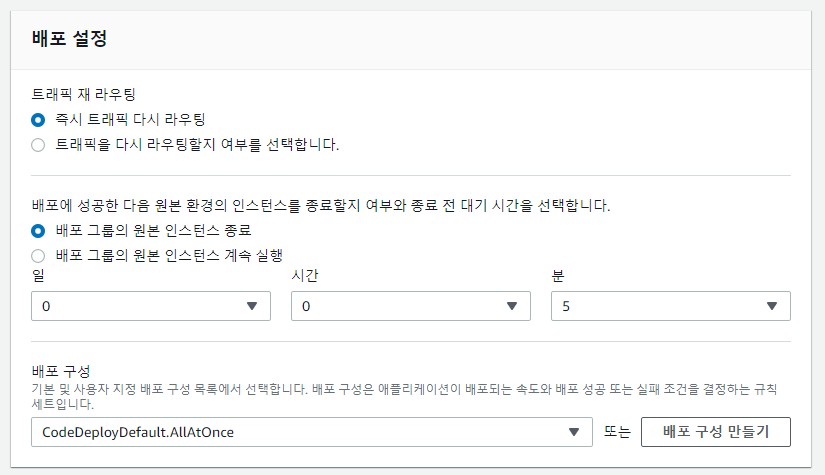 배포 설정
트래픽 재 라우팅
즉시 트래픽 다시 라우팅
트래픽을 다시 라우팅할지 여부를 선택합니다.
배포에 성공한 다음 원본 환경의 인스턴스를 종료할지 여부와 종료 전 대기 시간을 선택합니다.
배포 그룹의 원본 인스턴스 종료
배포 그룹의 원본 인스턴스 계속 실행
일 시간 분
0 0 5
배포 구성
기본 및 사용자 지정 배포 구성 목록에서 선택합니다. 배포 구성은 애플리케이션이 배포되는 속도와 배포 성공 또는 실패 조건을 결정하는 규칙
세트입니다.
CodeDeployDefault.AllAtOnce 또는 배포 구성 만들기